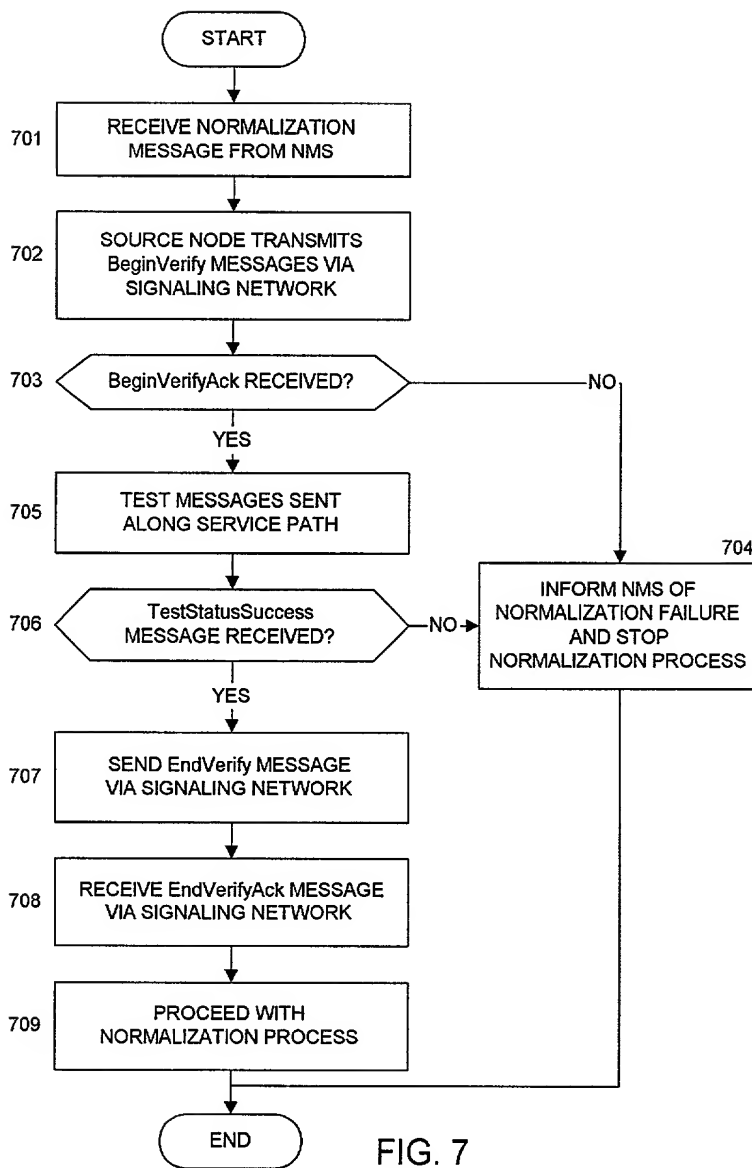 START
701
RECEIVE NORMALIZATION
MESSAGE FROM NMS
702
SOURCE NODE TRANSMITS
BeginVerify MESSAGES VIA
SIGNALING NETWORK
703
BeginVerifyAck RECEIVED?
NO
YES
705
TEST MESSAGES SENT
ALONG SERVICE PATH
704
INFORM NMS OF
NORMALIZATION FAILURE
AND STOP
NORMALIZATION PROCESS
706
TestStatusSuccess
MESSAGE RECEIVED?
NO
YES
707
SEND EndVerify MESSAGE
VIA SIGNALING NETWORK
708
RECEIVE EndVerifyAck MESSAGE
VIA SIGNALING NETWORK
709
PROCEED WITH
NORMALIZATION PROCESS
END
FIG. 7